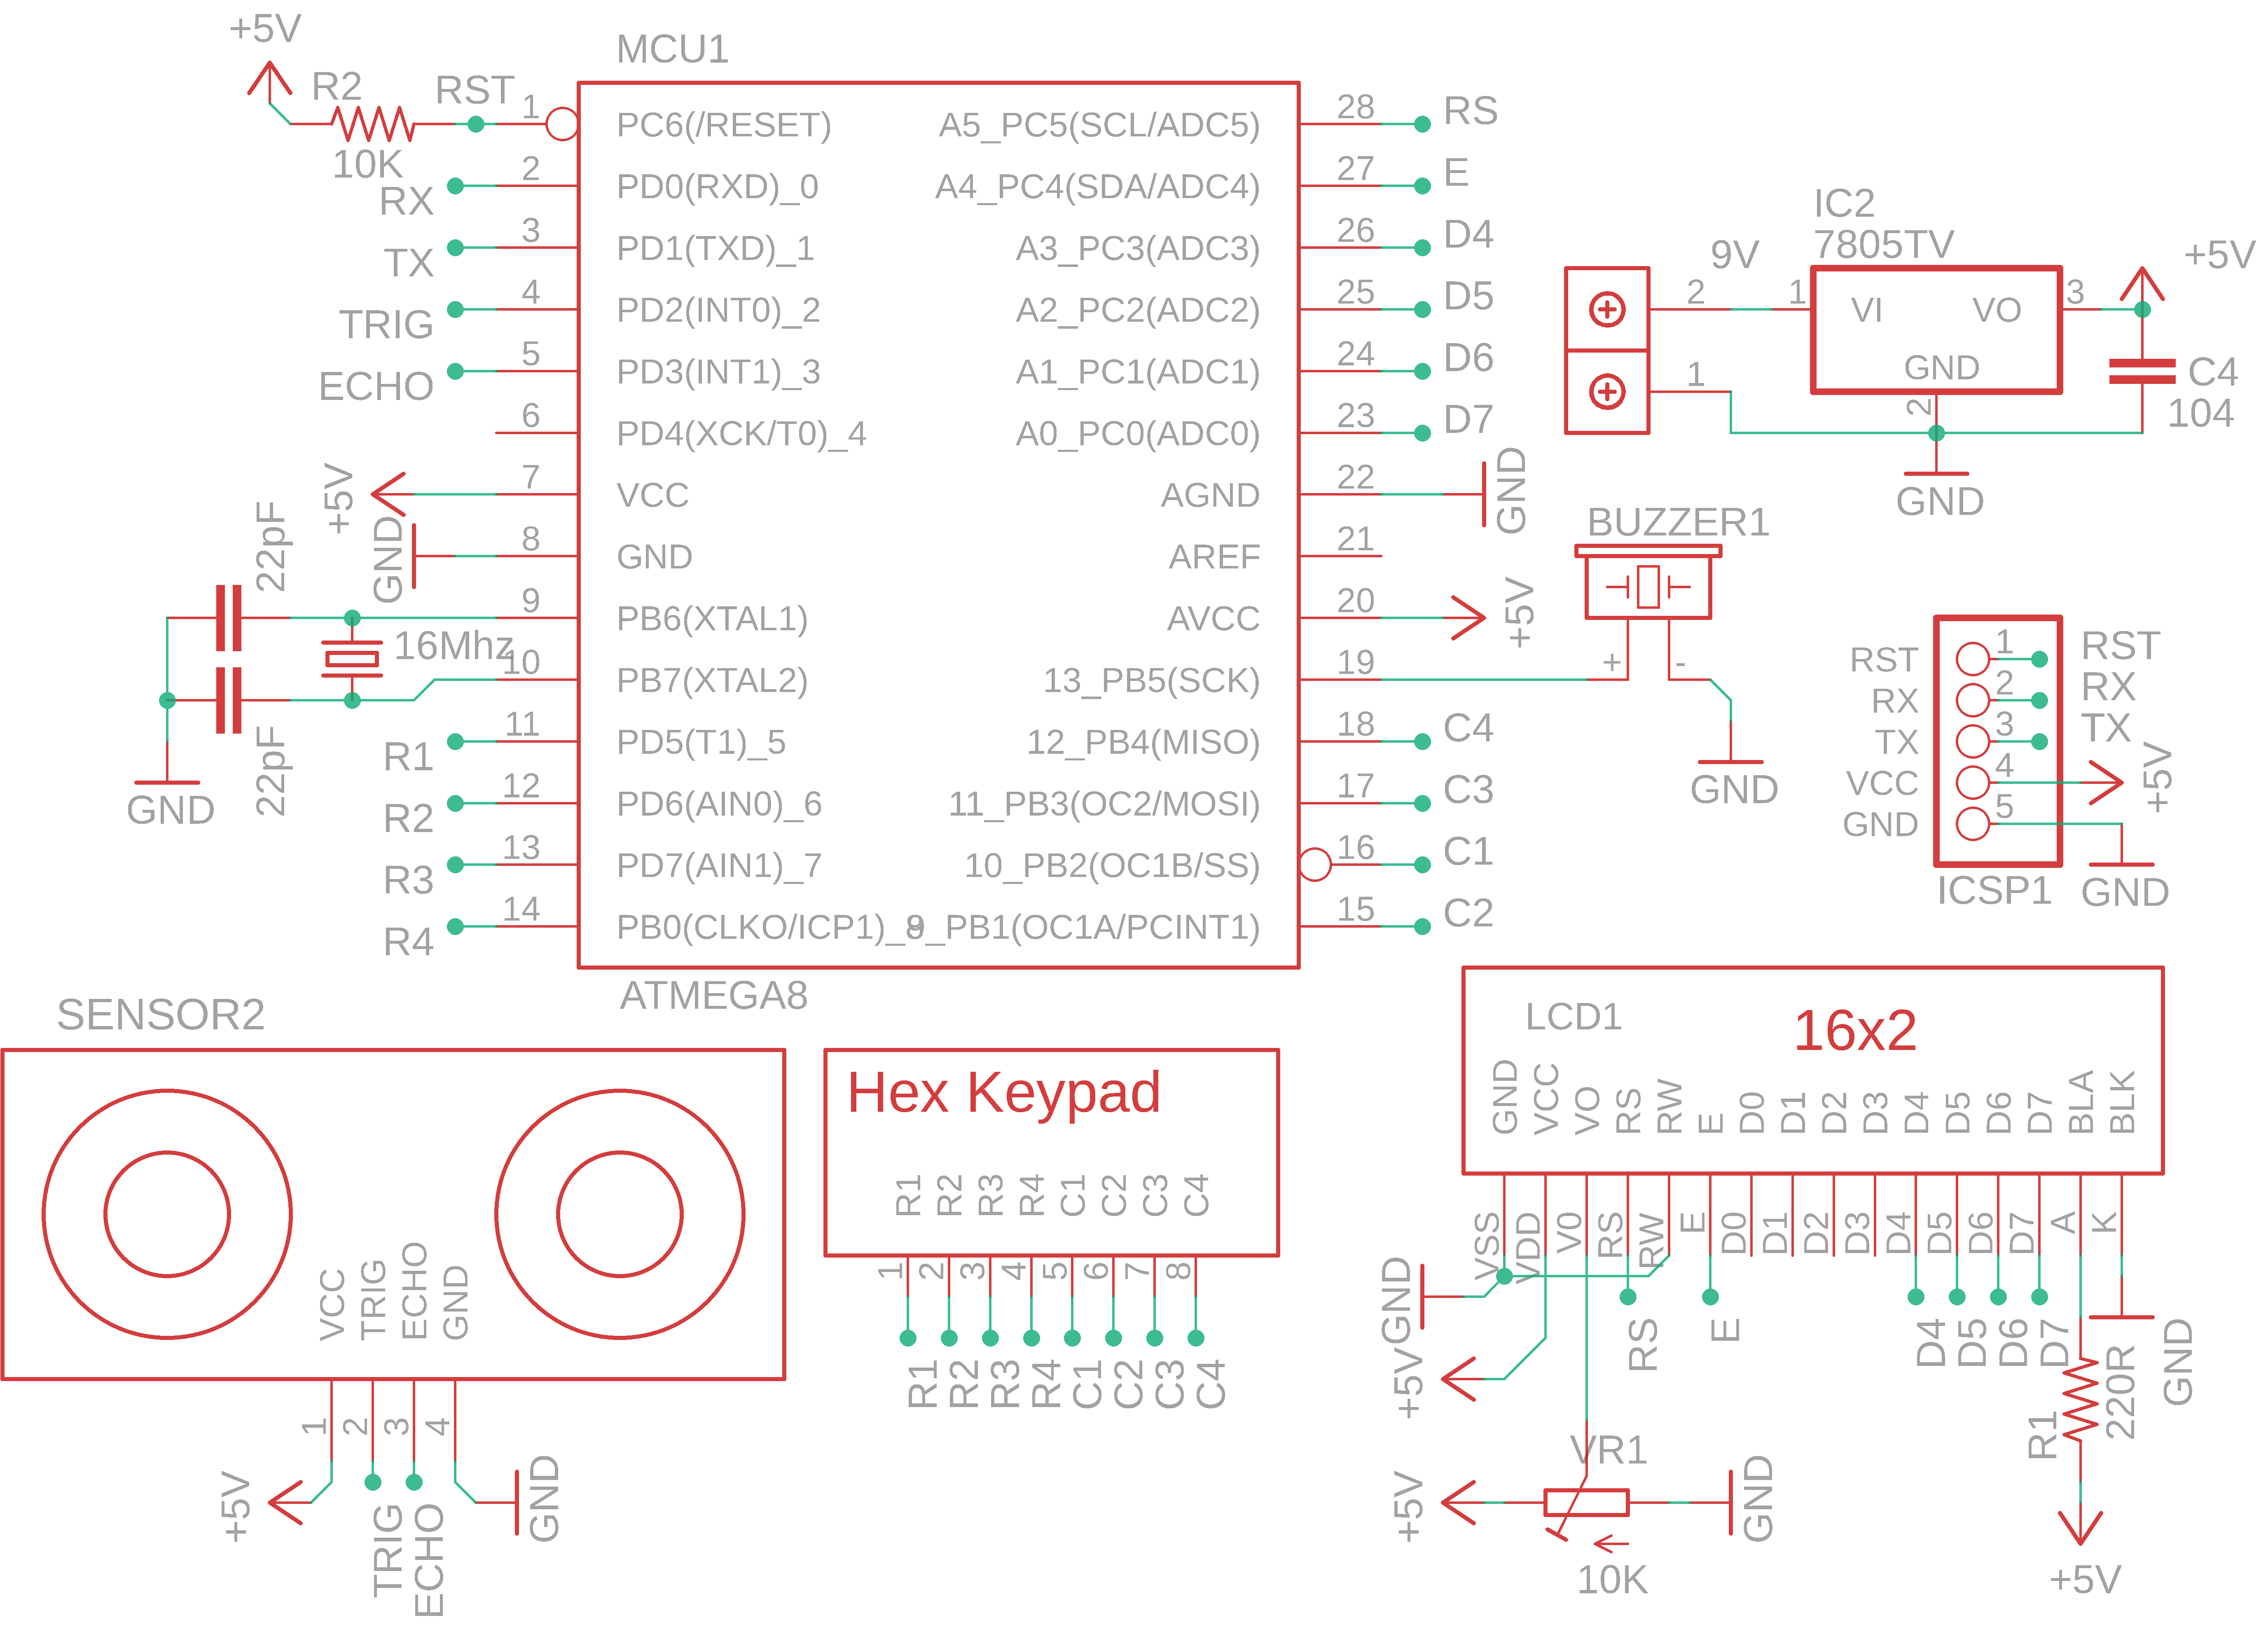 +5V
R2
10K
RST
RX
TX
TRIG
ECHO
MCU1
1 PC6(/RESET)
2 PD0(RXD)_0
3 PD1(TXD)_1
4 PD2(INT0)_2
5 PD3(INT1)_3
6 PD4(XCK/T0)_4
7 VCC
8 GND
9 PB6(XTAL1)
10 PB7(XTAL2)
11 PD5(T1)_5
12 PD6(AIN0)_6
13 PD7(AIN1)_7
14 PB0(CLKO/ICP1)_8
A5_PC5(SCL/ADC5) 28 RS
A4_PC4(SDA/ADC4) 27 E
A3_PC3(ADC3) 26 D4
A2_PC2(ADC2) 25 D5
A1_PC1(ADC1) 24 D6
A0_PC0(ADC0) 23 D7
AGND 22 GND
AREF 21
AVCC 20 +5V
13_PB5(SCK) 19
12_PB4(MISO) 18 C4
11_PB3(OC2/MOSI) 17 C3
10_PB2(OC1B/SS) 16 C1
9_PB1(OC1A/PCINT1) 15 C2
ATMEGA8
+5V
GND
22pF
16Mhz
22pF
GND
R1
R2
R3
R4
IC2
7805TV
9V
2 1 VI VO 3
+5V
1
GND
2
C4
104
GND
BUZZER1
+ -
GND
RST 1 RST
RX 2 RX
TX 3 TX
VCC 4 +5V
GND 5
ICSP1 GND
SENSOR2
VCC TRIG ECHO GND
1 2 3 4
+5V
TRIG
ECHO
GND
Hex Keypad
R1 R2 R3 R4 C1 C2 C3 C4
1 2 3 4 5 6 7 8
R1 R2 R3 R4 C1 C2 C3 C4
LCD1
16x2
GND VCC VO RS RW E D0 D1 D2 D3 D4 D5 D6 D7 BLA BLK
VSS VDD V0 RS RW E D0 D1 D2 D3 D4 D5 D6 D7 A K
GND
+5V
RS
E
D4 D5 D6 D7
GND
R1
220R
+5V
VR1
+5V
GND
10K